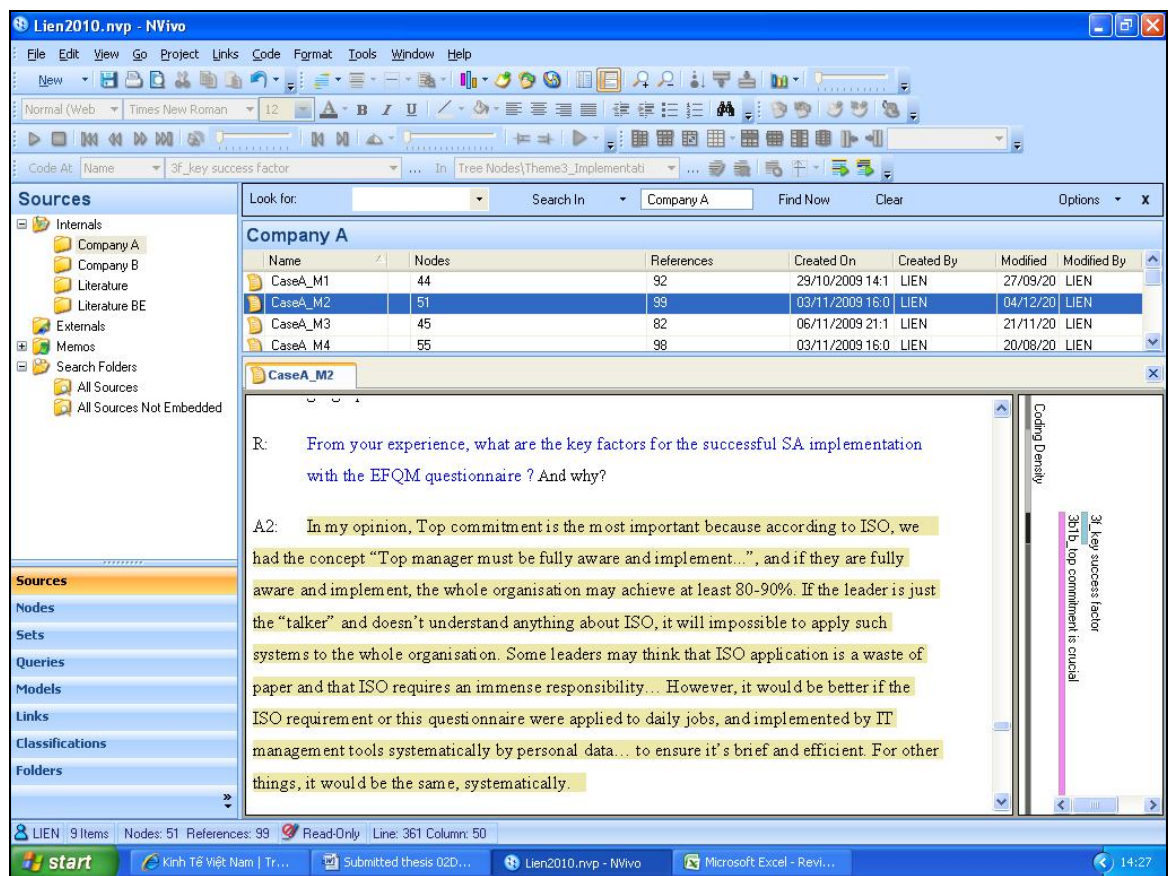 Lien2010.nvp - NVivo
File Edit View Go Project Links Code Format Tools Window Help
New
Normal (Web Times New Roman 12 A B I U
Code At Name 3f_key success factor ... In Tree Nodes\Theme3_Implementati ...
Sources
Internals
Company A
Company B
Literature
Literature BE
Externals
Memos
Search Folders
All Sources
All Sources Not Embedded
Sources
Nodes
Sets
Queries
Models
Links
Classifications
Folders
Look for: Search In Company A Find Now Clear Options x
Company A
Name Nodes References Created On Created By Modified Modified By
CaseA_M1 44 92 29/10/2009 14:1 LIEN 27/09/20 LIEN
CaseA_M2 51 99 03/11/2009 16:0 LIEN 04/12/20 LIEN
CaseA_M3 45 82 06/11/2009 21:1 LIEN 21/11/20 LIEN
CaseA_M4 55 98 03/11/2009 16:0 LIEN 20/08/20 LIEN
CaseA_M2
R: From your experience, what are the key factors for the successful SA implementation
with the EFQM questionnaire ? And why?
A2: In my opinion, Top commitment is the most important because according to ISO, we
had the concept “Top manager must be fully aware and implement...”, and if they are fully
aware and implement, the whole organisation may achieve at least 80-90%. If the leader is just
the “talker” and doesn’t understand anything about ISO, it will impossible to apply such
systems to the whole organisation. Some leaders may think that ISO application is a waste of
paper and that ISO requires an immense responsibility... However, it would be better if the
ISO requirement or this questionnaire were applied to daily jobs, and implemented by IT
management tools systematically by personal data... to ensure it’s brief and efficient. For other
things, it would be the same, systematically.
Coding Density
3f_key success factor
3b1b_top commitment is crucial
LIEN 9 Items Nodes: 51 References: 99 Read-Only Line: 361 Column: 50
start Kinh Tế Việt Nam | Tr... Submitted thesis 02D... Lien2010.nvp - NVivo Microsoft Excel - Revi... 14:27